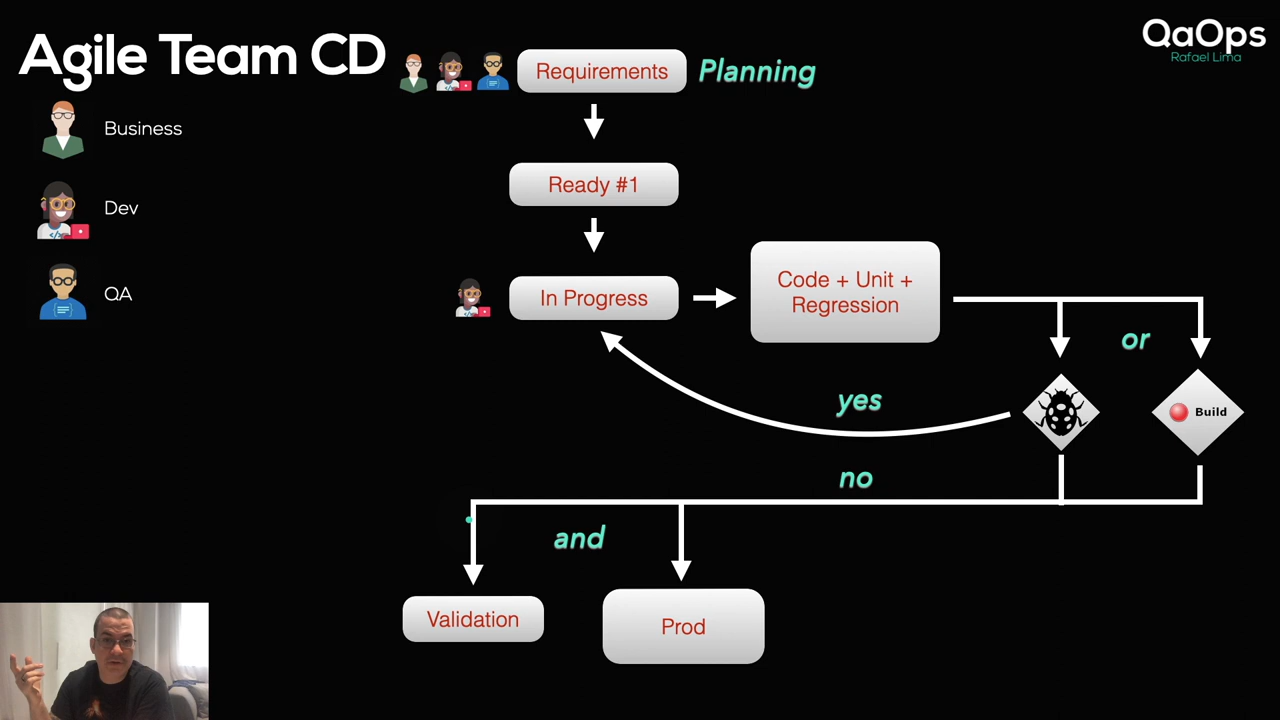 Agile Team CD
QaOps
Rafael Lima
Requirements
Planning
Business
Ready #1
Dev
In Progress
Code + Unit +
Regression
QA
or
yes
Build
no
and
Validation
Prod